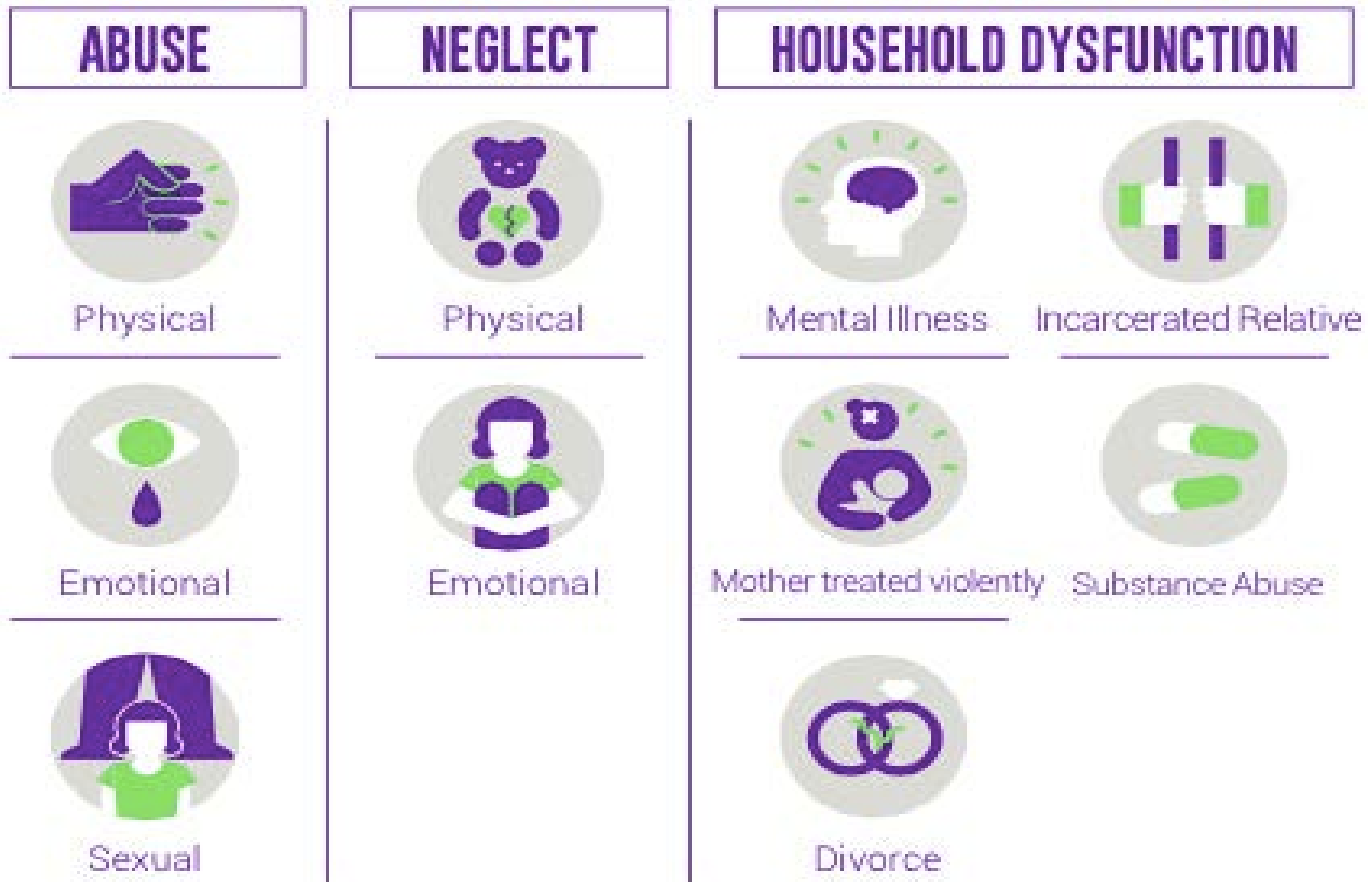 ABUSE
Physical
Emotional
Sexual
NEGLECT
Physical
Emotional
HOUSEHOLD DYSFUNCTION
Mental Illness
Incarcerated Relative
Mother treated violently
Substance Abuse
Divorce